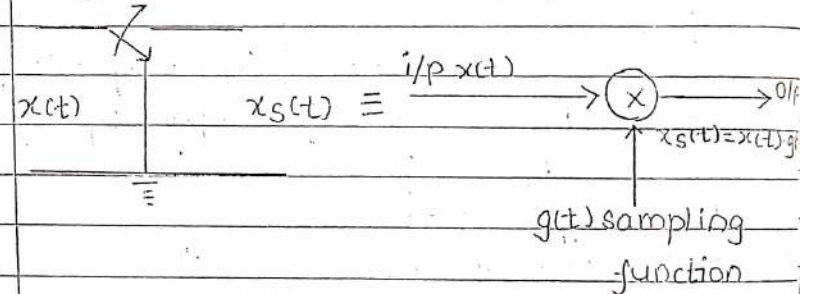 i/p x(t)
x(t) xs(t) ≡ X O/P
xs(t)=x(t).g(
g(t) sampling
function